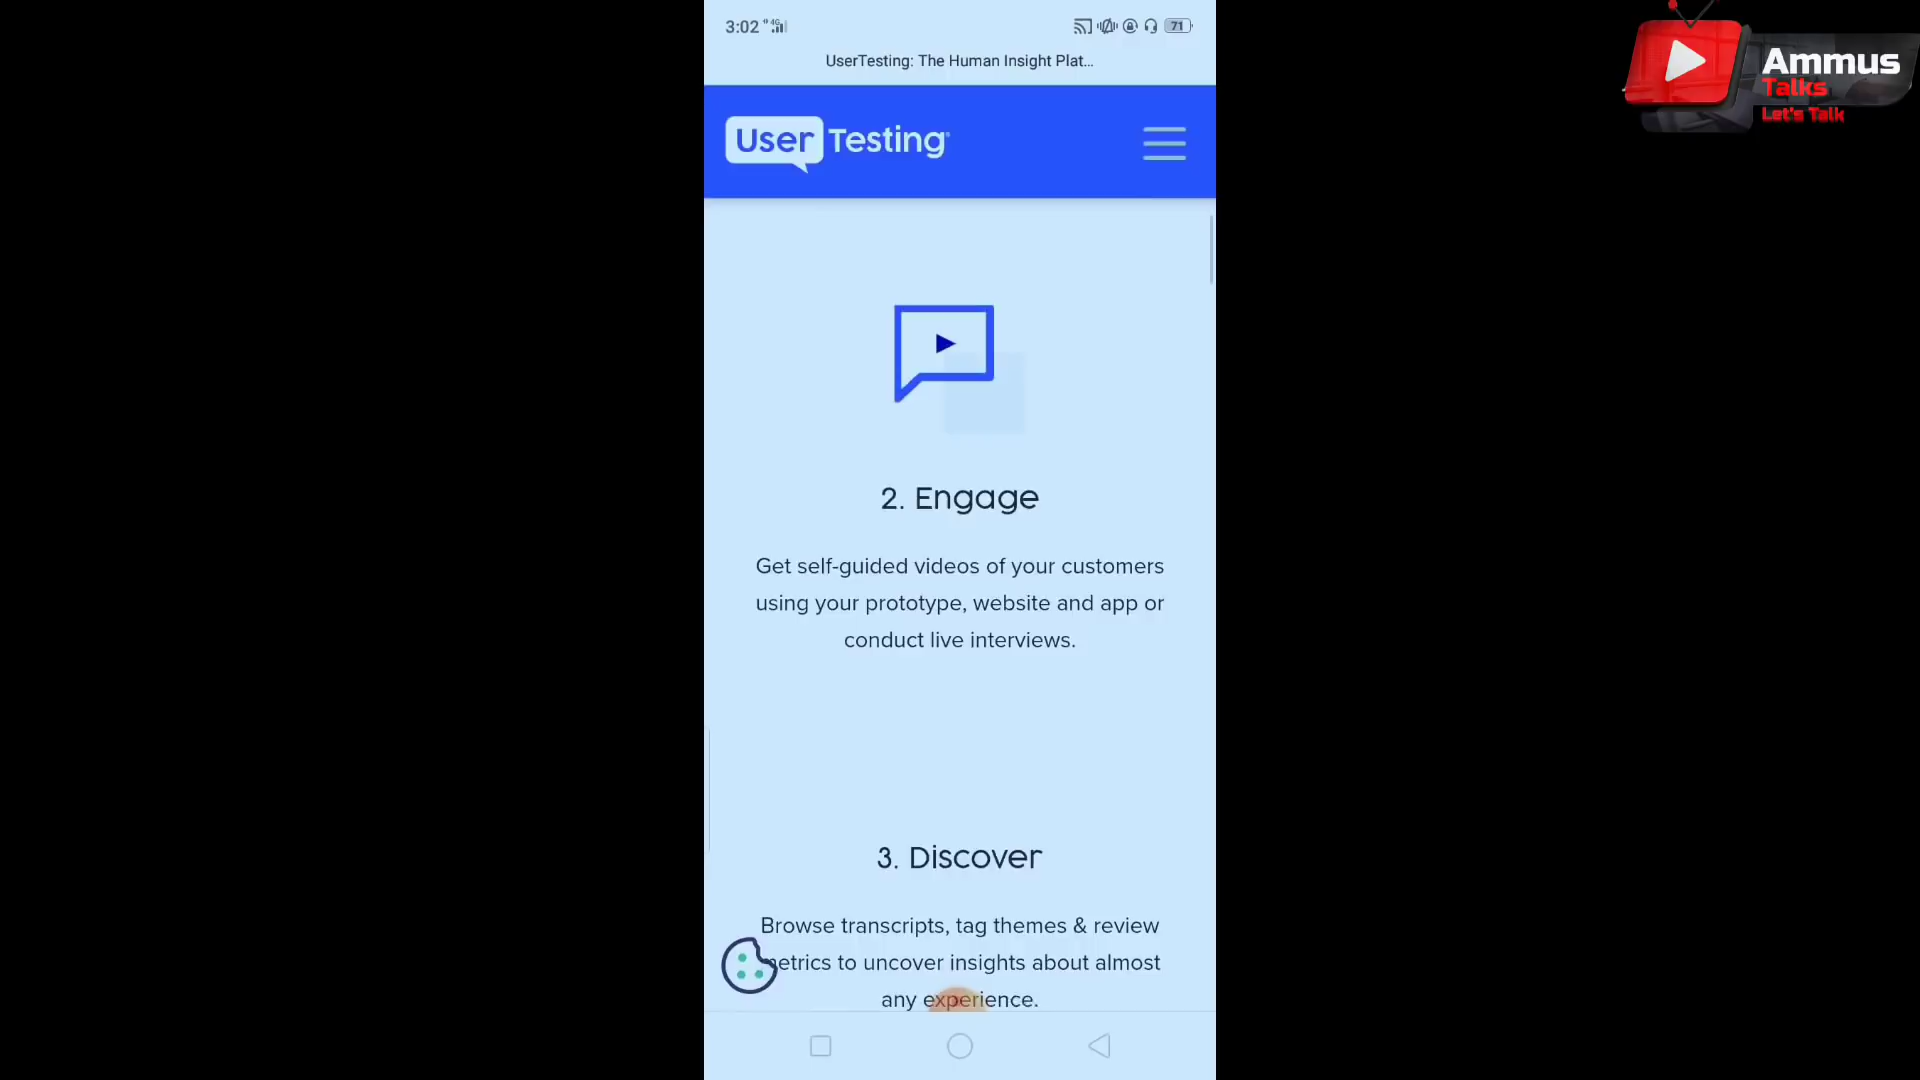 3:02 4G 71
UserTesting: The Human Insight Plat...
User Testing
2. Engage
Get self-guided videos of your customers
using your prototype, website and app or
conduct live interviews.
3. Discover
Browse transcripts, tag themes & review
metrics to uncover insights about almost
any experience.
Ammus
Talks
Let's Talk